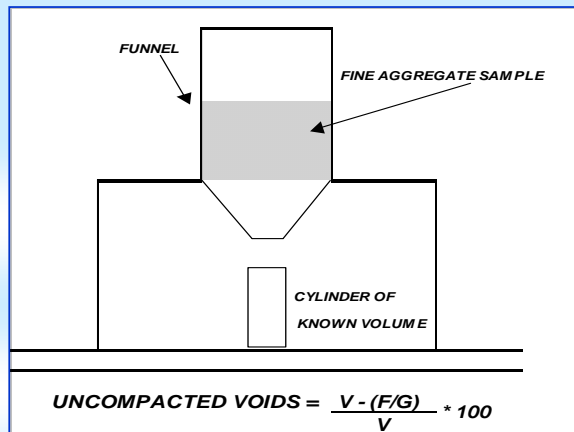 FUNNEL
FINE AGGREGATE SAMPLE
CYLINDER OF
KNOWN VOLUME
UNCOMPACTED VOIDS = V - (F/G) / V * 100